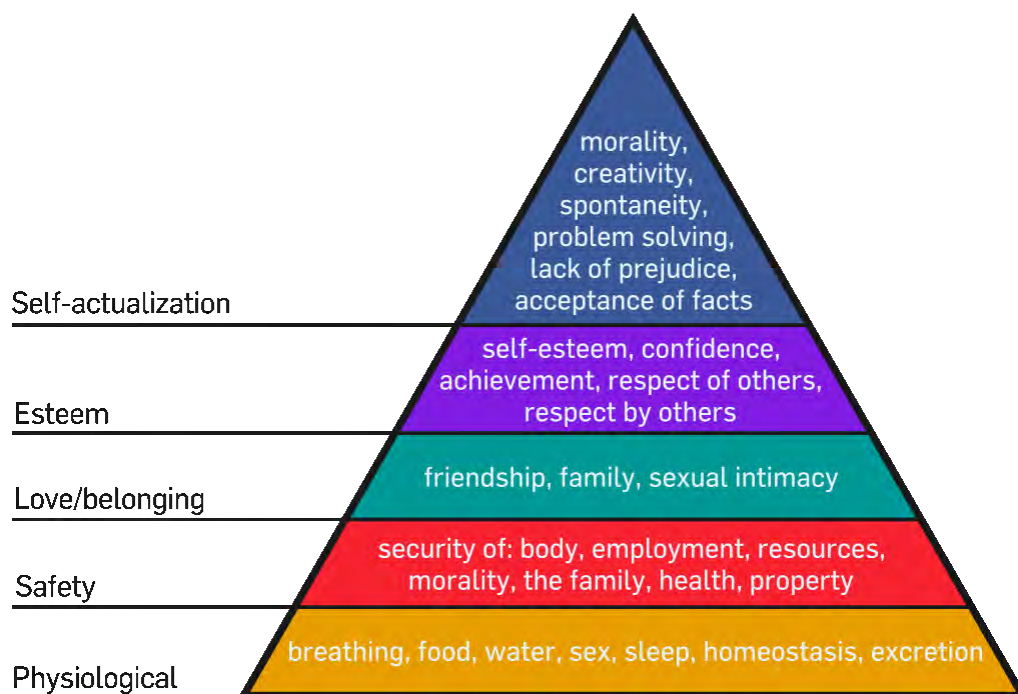 morality,
creativity,
spontaneity,
problem solving,
lack of prejudice,
acceptance of facts
Self-actualization
self-esteem, confidence,
achievement, respect of others,
respect by others
Esteem
friendship, family, sexual intimacy
Love/belonging
security of: body, employment, resources,
morality, the family, health, property
Safety
breathing, food, water, sex, sleep, homeostasis, excretion
Physiological